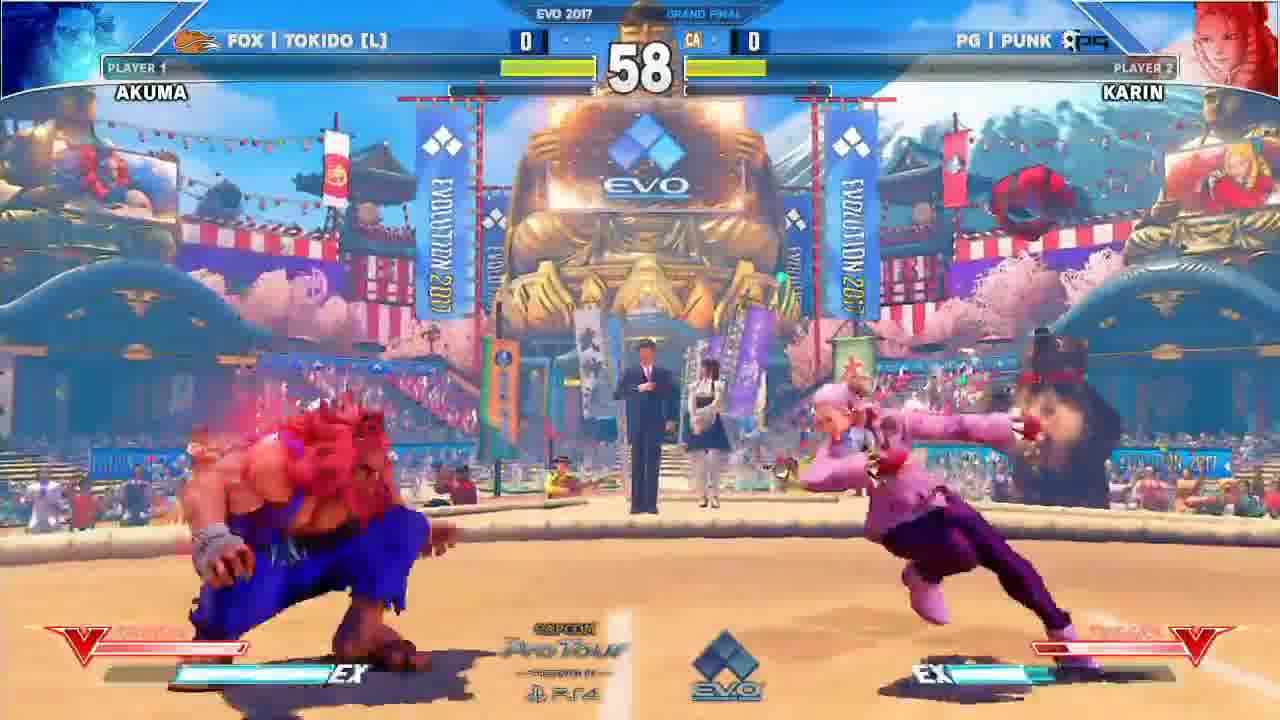 EVO 2017 GRAND FINAL
FOX | TOKIDO [L]
0
CA
0
PG | PUNK
58
PLAYER 1
PLAYER 2
AKUMA
KARIN
EVO
EVOLUTION 2017
EVOLUTION 2017
EX
EX
CAPCOM
Pro Tour
PS4
EVO